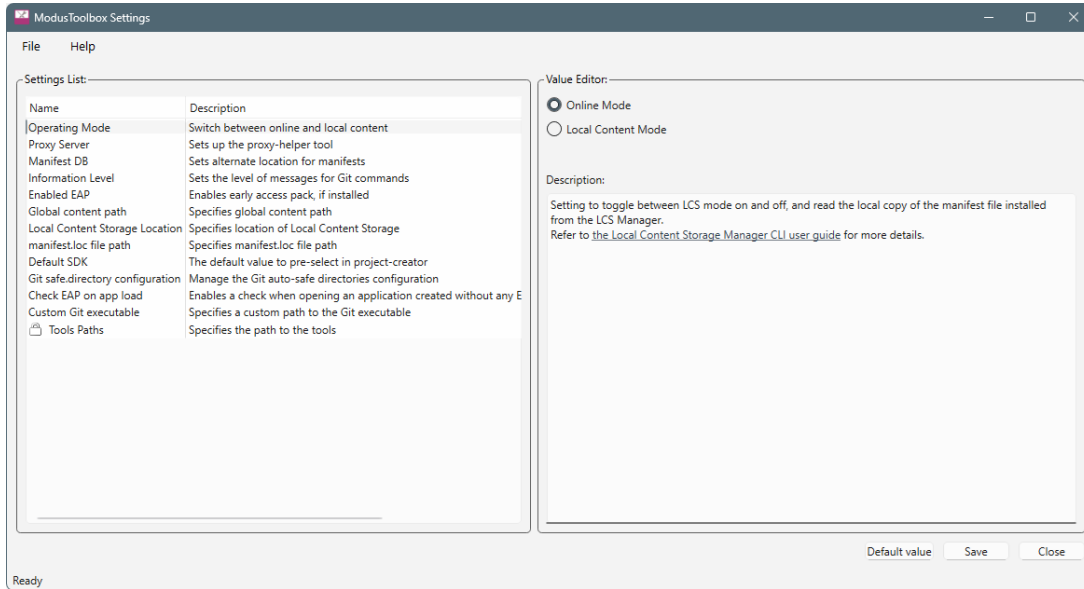 ModusToolbox Settings
File Help
Settings List:
Name Description
Operating Mode Switch between online and local content
Proxy Server Sets up the proxy-helper tool
Manifest DB Sets alternate location for manifests
Information Level Sets the level of messages for Git commands
Enabled EAP Enables early access pack, if installed
Global content path Specifies global content path
Local Content Storage Location Specifies location of Local Content Storage
manifest.loc file path Specifies manifest.loc file path
Default SDK The default value to pre-select in project-creator
Git safe.directory configuration Manage the Git auto-safe directories configuration
Check EAP on app load Enables a check when opening an application created without any E
Custom Git executable Specifies a custom path to the Git executable
Tools Paths Specifies the path to the tools
Value Editor:
Online Mode
Local Content Mode
Description:
Setting to toggle between LCS mode on and off, and read the local copy of the manifest file installed
from the LCS Manager.
Refer to the Local Content Storage Manager CLI user guide for more details.
Default value Save Close
Ready